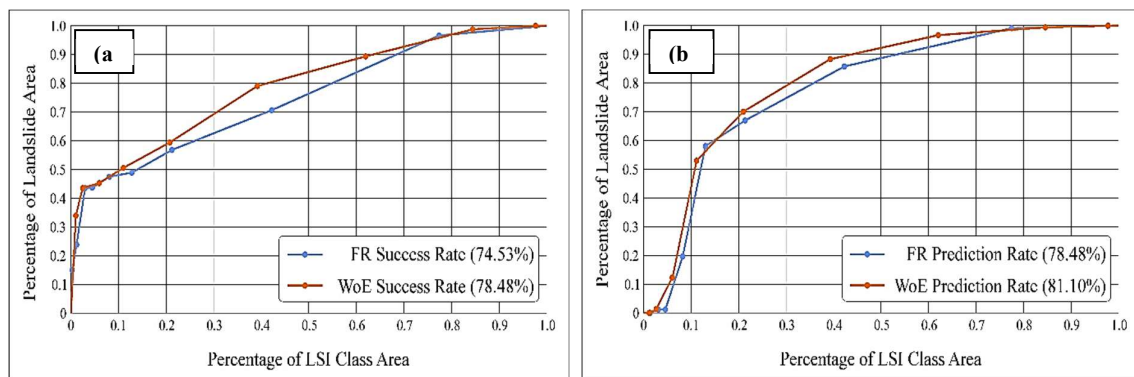 (a)
Percentage of Landslide Area
1.0
0.9
0.8
0.7
0.6
0.5
0.4
0.3
0.2
0.1
0
FR Success Rate (74.53%)
WoE Success Rate (78.48%)
0 0.1 0.2 0.3 0.4 0.5 0.6 0.7 0.8 0.9 1.0
Percentage of LSI Class Area
(b)
Percentage of Landslide Area
1.0
0.9
0.8
0.7
0.6
0.5
0.4
0.3
0.2
0.1
0
FR Prediction Rate (78.48%)
WoE Prediction Rate (81.10%)
0 0.1 0.2 0.3 0.4 0.5 0.6 0.7 0.8 0.9 1.0
Percentage of LSI Class Area